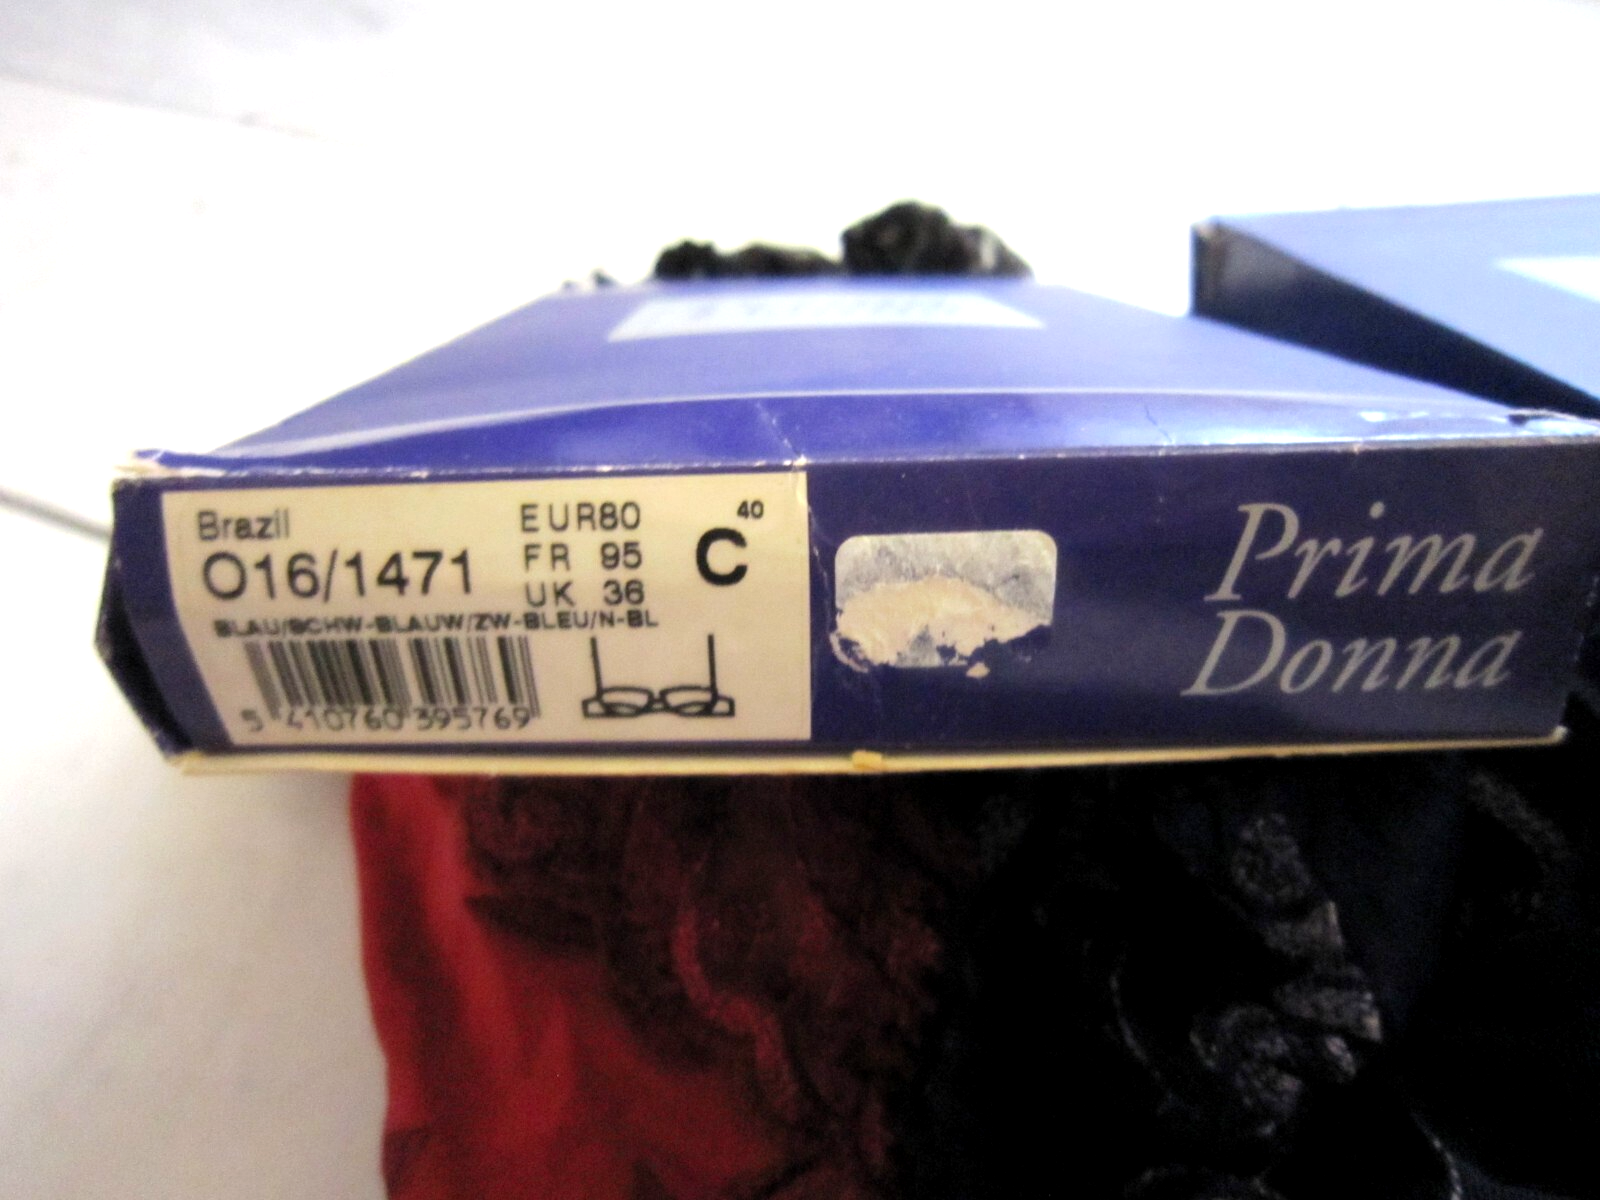 Brazil
O16/1471
BLAU/SCHW-BLAUW/ZW-BLEU/N-BL
5 410760 395769
EUR80
FR 95
UK 36
C 40
Prima
Donna